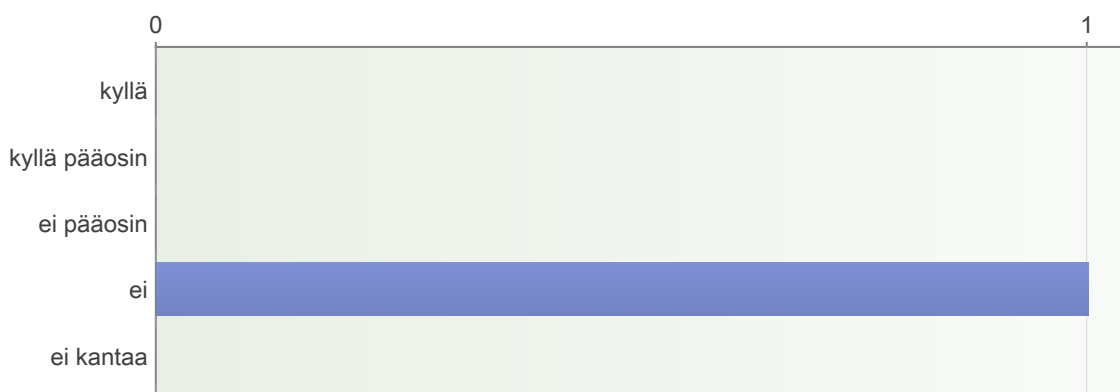 0 1
kyllä
kyllä pääosin
ei pääosin
ei
ei kantaa